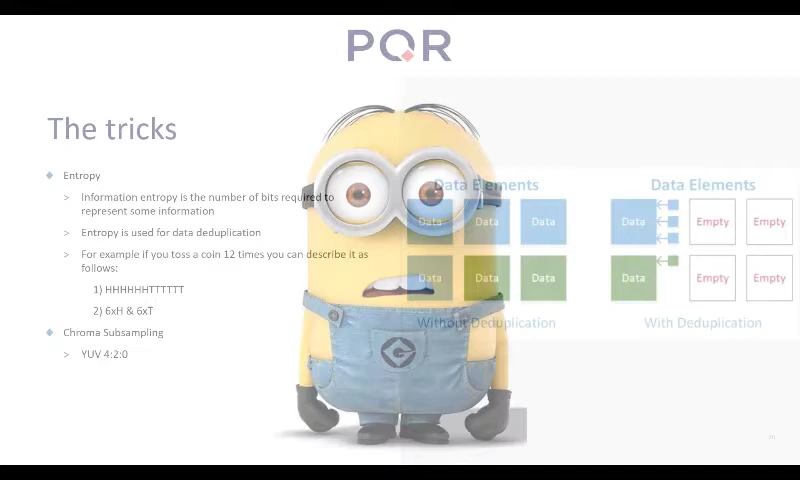 PQR
The tricks
Entropy
> Information entropy is the number of bits required to
represent some information
> Entropy is used for data deduplication
> For example if you toss a coin 12 times you can describe it as
follows:
1) HHHHHHTTTTTT
2) 6xH & 6xT
Chroma Subsampling
> YUV 4:2:0
Data Elements
Data Data Data
Data Data Data
Without Deduplication
Data Elements
Data Empty Empty
Data Empty Empty
With Deduplication